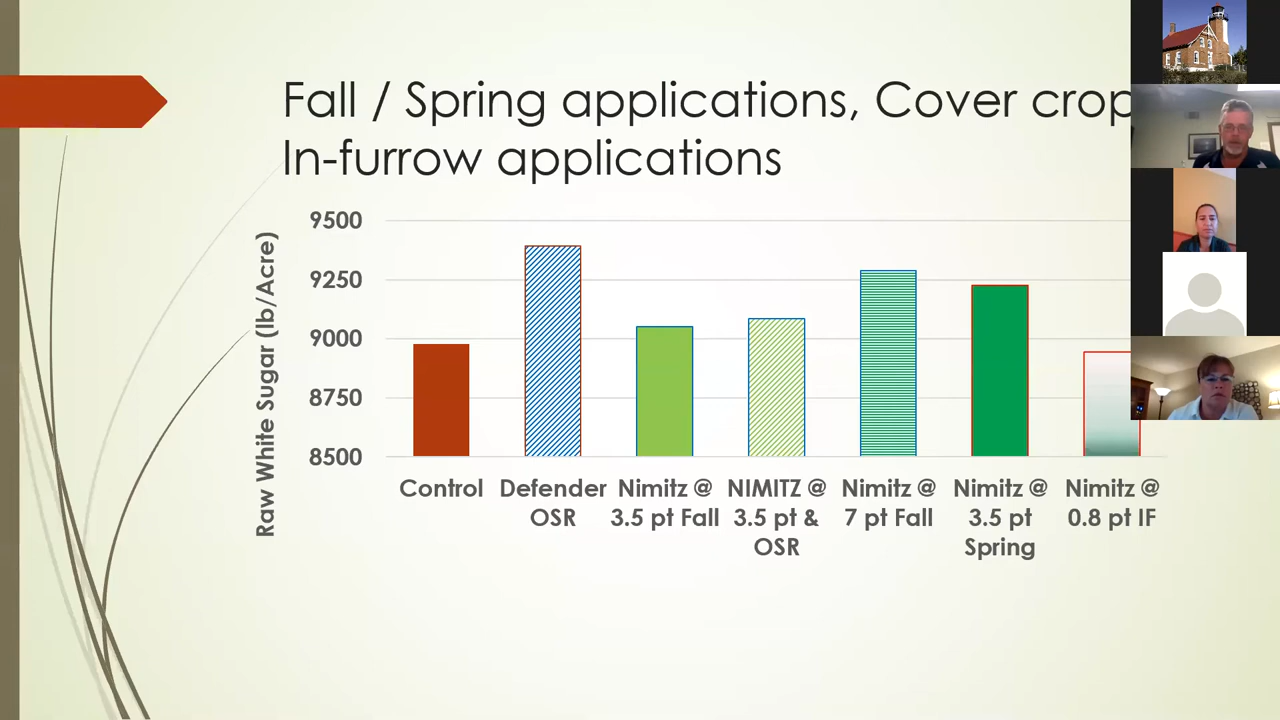 Fall / Spring applications, Cover crop
In-furrow applications
Raw White Sugar (lb/Acre)
9500
9250
9000
8750
8500
Control
Defender
OSR
Nimitz @
3.5 pt Fall
NIMITZ @
3.5 pt &
OSR
Nimitz @
7 pt Fall
Nimitz @
3.5 pt
Spring
Nimitz @
0.8 pt IF